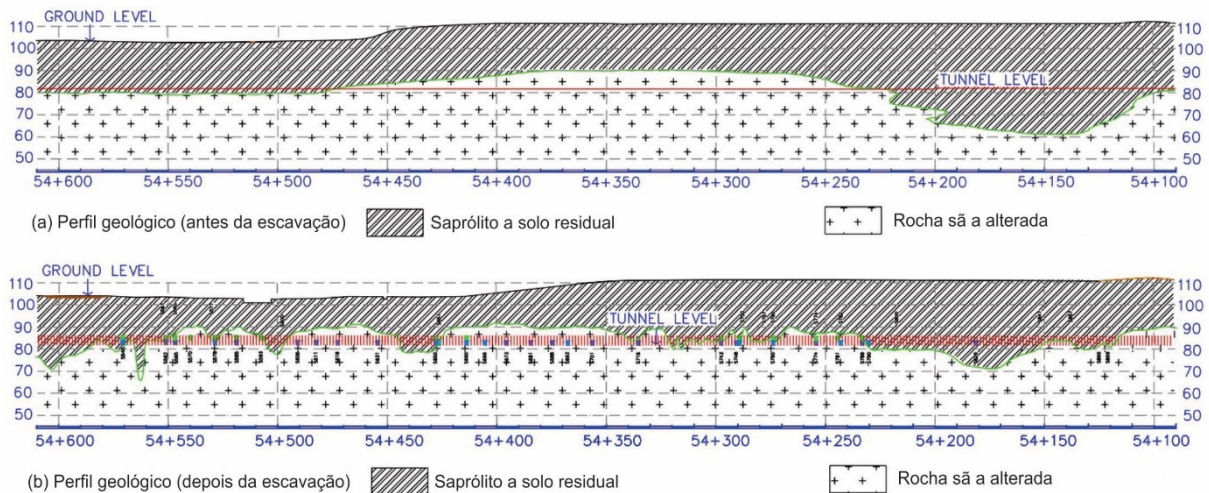 GROUND LEVEL
110 110
100 100
90 90
TUNNEL LEVEL
80 80
70 70
60 60
50 50
54+600 54+550 54+500 54+450 54+400 54+350 54+300 54+250 54+200 54+150 54+100
(a) Perfil geológico (antes da escavação) Saprólito a solo residual Rocha sã a alterada
GROUND LEVEL
110 110
100 100
90 90
TUNNEL LEVEL
80 80
70 70
60 60
50 50
54+600 54+550 54+500 54+450 54+400 54+350 54+300 54+250 54+200 54+150 54+100
(b) Perfil geológico (depois da escavação) Saprólito a solo residual Rocha sã a alterada